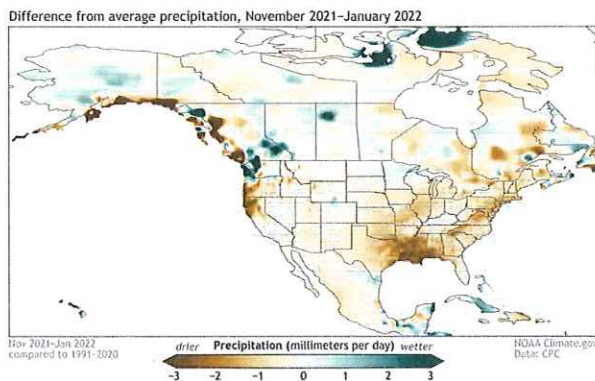 Difference from average precipitation, November 2021–January 2022
Nov 2021–Jan 2022
compared to 1991-2020
drier Precipitation (millimeters per day) wetter
NOAA Climate.gov
Data: CPC
-3 -2 -1 0 1 2 3